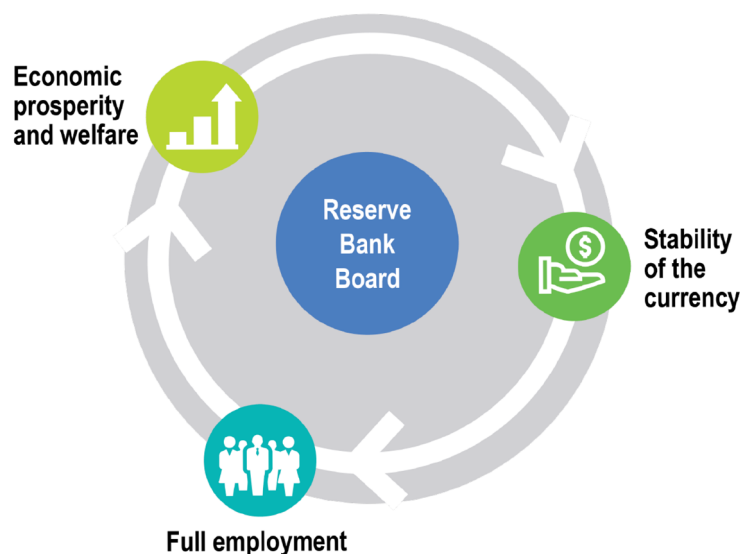 Economic
prosperity
and welfare
Reserve
Bank
Board
$
Stability
of the
currency
Full employment